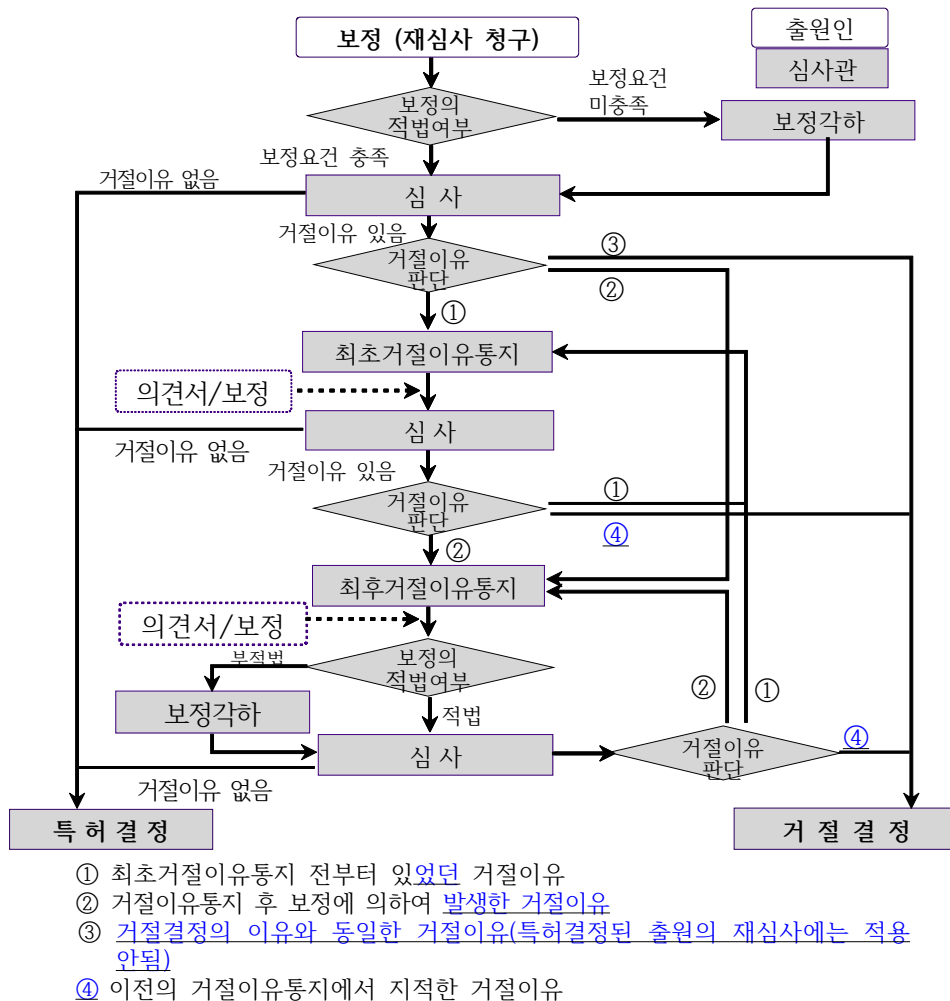 보정 (재심사 청구)
출원인
심사관
보정의
적법여부
보정요건
미충족
보정각하
보정요건 충족
거절이유 없음
심 사
거절이유 있음
거절이유
판단
③
②
①
최초거절이유통지
의견서/보정
심 사
거절이유 없음
거절이유 있음
거절이유
판단
①
④
②
최후거절이유통지
의견서/보정
부적법
보정의
적법여부
②
①
보정각하
적법
심 사
거절이유
판단
④
거절이유 없음
특 허 결 정
거 절 결 정
① 최초거절이유통지 전부터 있었던 거절이유
② 거절이유통지 후 보정에 의하여 발생한 거절이유
③ 거절결정의 이유와 동일한 거절이유(특허결정된 출원의 재심사에는 적용
안됨)
④ 이전의 거절이유통지에서 지적한 거절이유